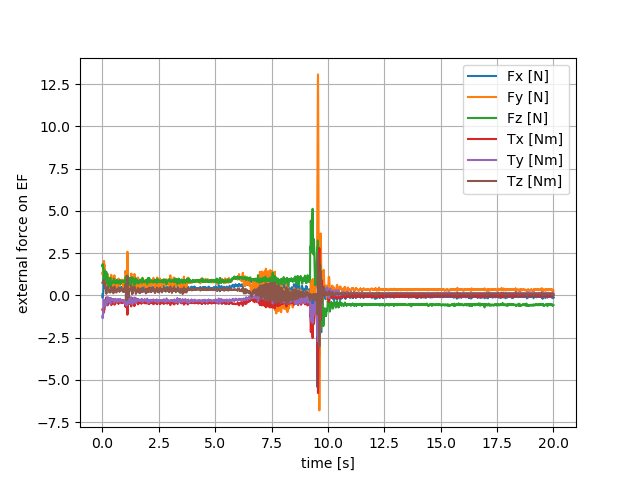 12.5
10.0
7.5
5.0
2.5
0.0
−2.5
−5.0
−7.5
external force on EF
Fx [N]
Fy [N]
Fz [N]
Tx [Nm]
Ty [Nm]
Tz [Nm]
0.0 2.5 5.0 7.5 10.0 12.5 15.0 17.5 20.0
time [s]